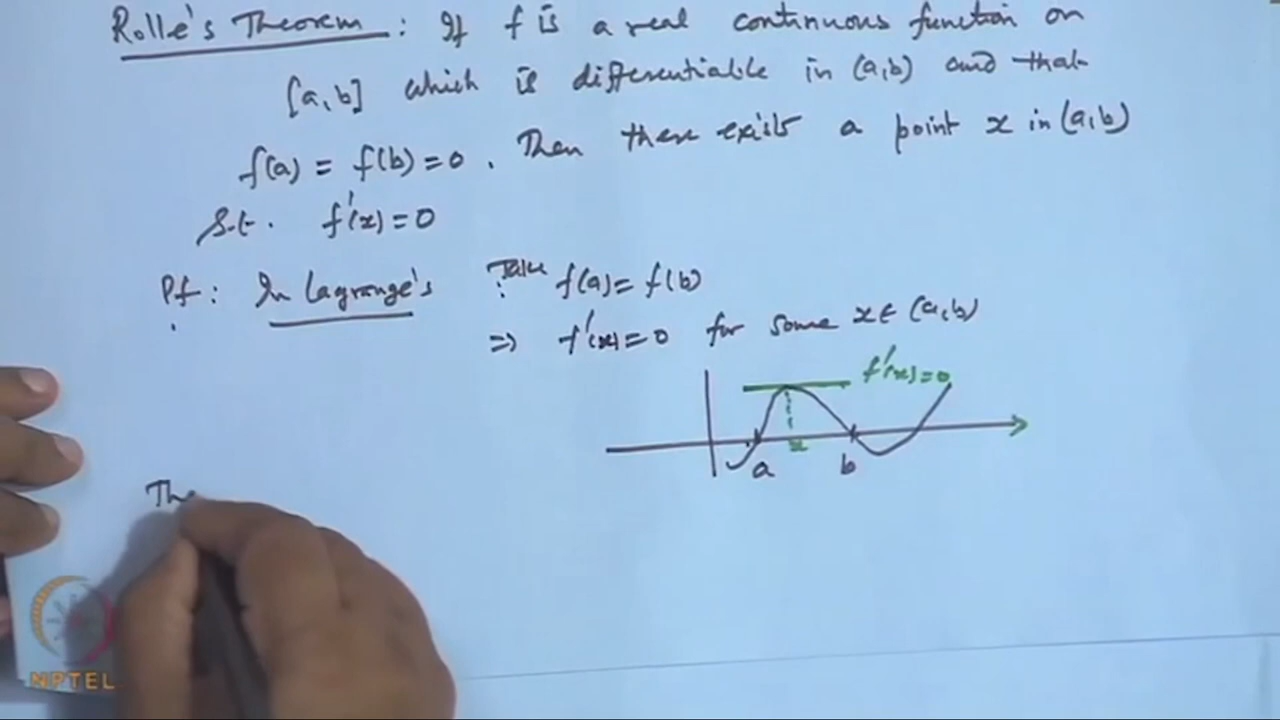 Rolle's Theorem : If f is a real continuous function on
[a,b] which is differentiable in (a,b) and that
f(a) = f(b) = 0 . Then there exists a point x in (a,b)
S.t. f'(x) = 0
Pf : In Lagrange's Take f(a) = f(b)
⇒ f'(x) = 0 for some x ∈ (a,b)
f'(x) = 0
x
a b
The
NPTEL